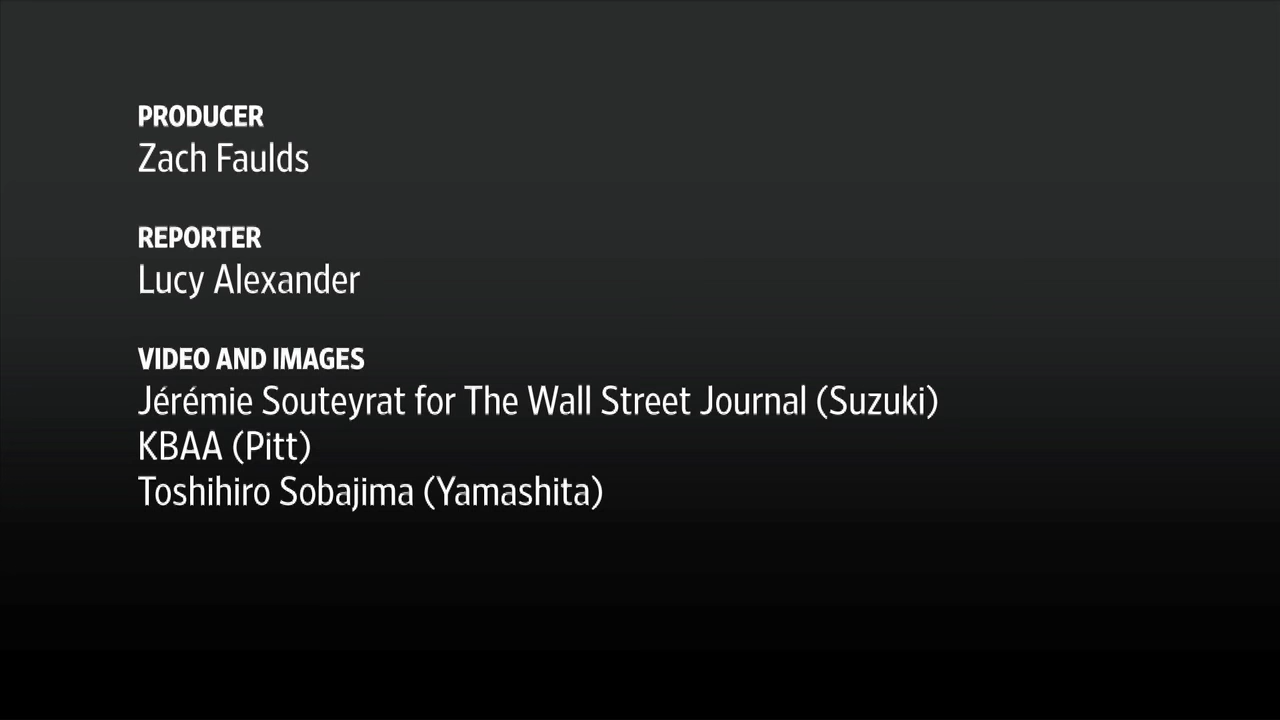 PRODUCER
Zach Faulds
REPORTER
Lucy Alexander
VIDEO AND IMAGES
Jérémie Souteyrat for The Wall Street Journal (Suzuki)
KBAA (Pitt)
Toshihiro Sobajima (Yamashita)